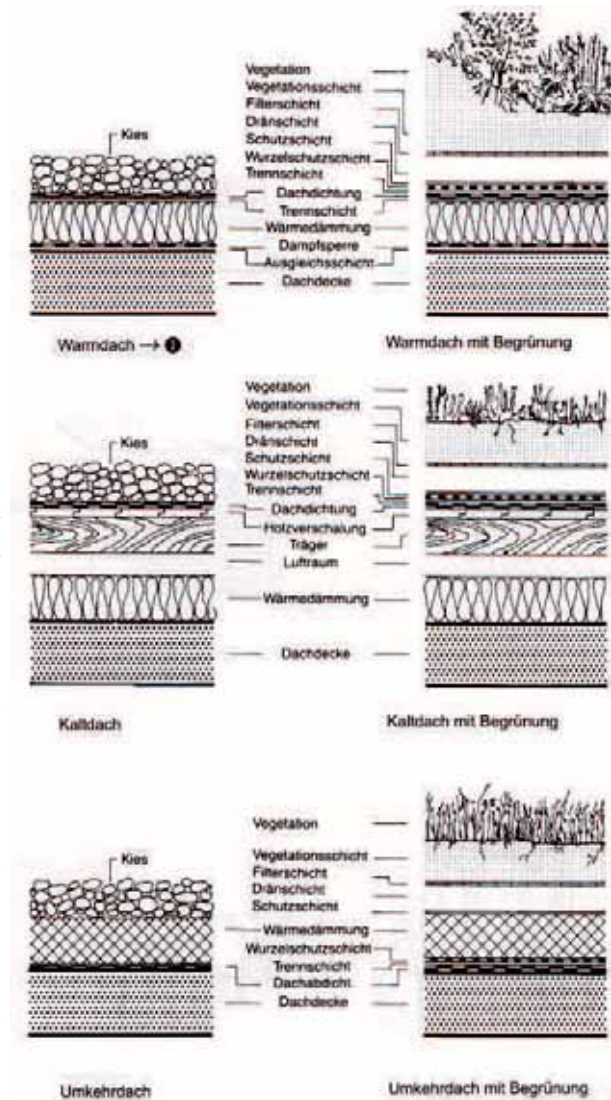 Vegetation
Vegetationsschicht
Filterschicht
Dränschicht
Kies
Schutzschicht
Wurzelschutzschicht
Trennschicht
Dachdichtung
Trennschicht
Wärmedämmung
Dampfsperre
Ausgleichsschicht
Dachdecke
Warmdach →
Warmdach mit Begrünung
Vegetation
Vegetationsschicht
Filterschicht
Dränschicht
Kies
Schutzschicht
Wurzelschutzschicht
Trennschicht
Dachdichtung
Holzverschalung
Träger
Luftraum
Wärmedämmung
Dachdecke
Kaltdach
Kaltdach mit Begrünung
Vegetation
Vegetationsschicht
Kies
Filterschicht
Dränschicht
Schutzschicht
Wärmedämmung
Wurzelschutzschicht
Trennschicht
Dachabdicht
Dachdecke
Umkehrdach
Umkehrdach mit Begrünung